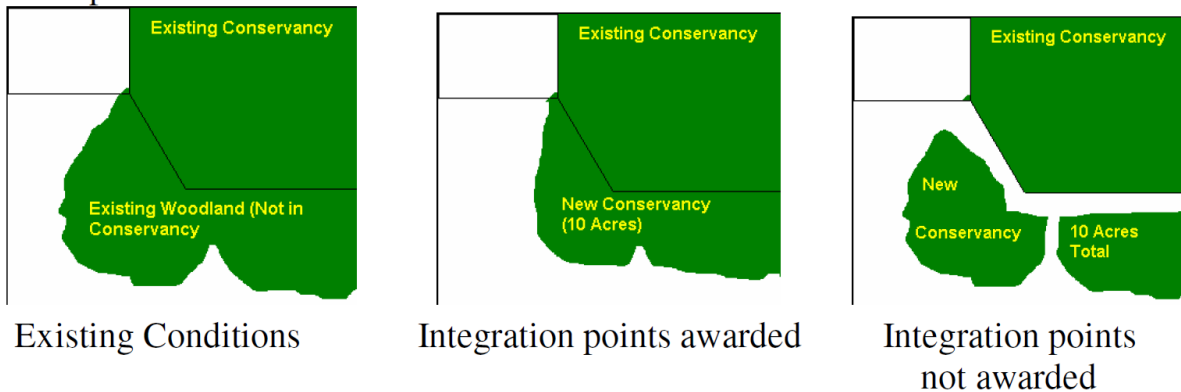 Existing Conservancy
Existing Woodland (Not in
Conservancy
Existing Conditions
Existing Conservancy
New Conservancy
(10 Acres)
Integration points awarded
Existing Conservancy
New
Conservancy
10 Acres
Total
Integration points
not awarded